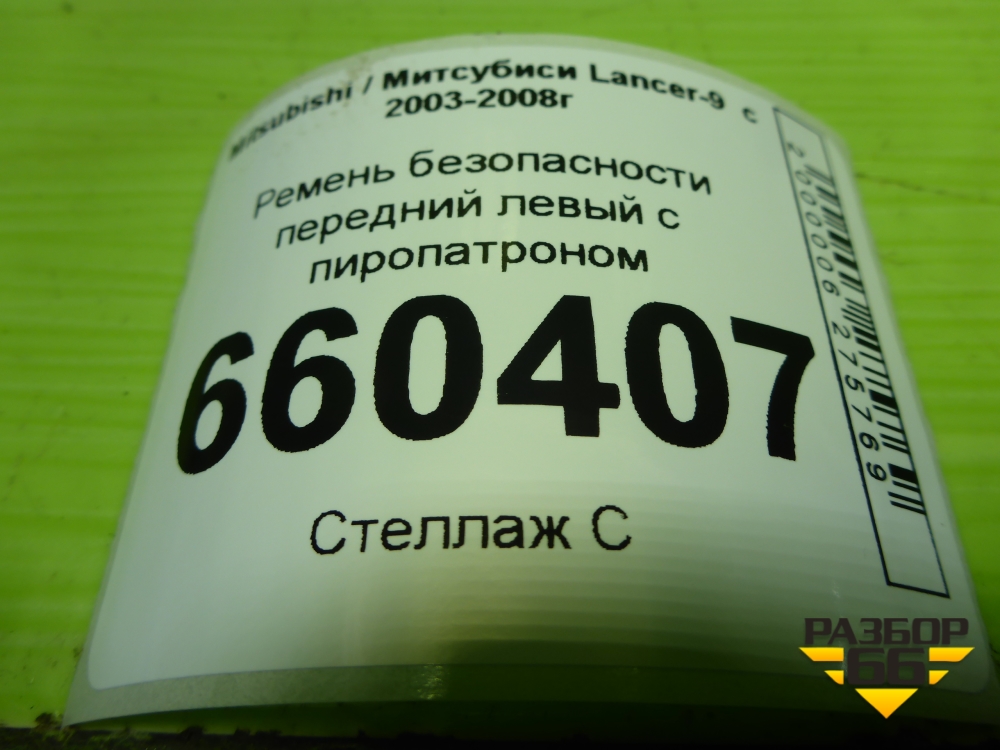 Mitsubishi / Митсубиси Lancer-9 с
2003-2008г
Ремень безопасности
передний левый с
пиропатроном
660407
Стеллаж С
2000006275769
РАЗБОР
66